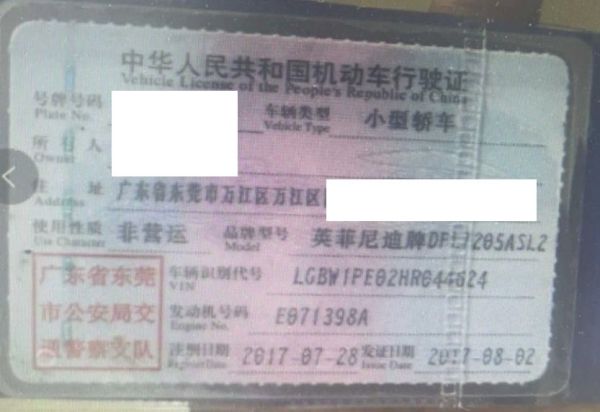 中华人民共和国机动车行驶证
Vehicle License of the People's Republic of China
号牌号码 车辆类型 小型轿车
Plate No. Vehicle Type
所有人
Owner
住址 广东省东莞市万江区万江区
Address
使用性质 非营运 品牌型号 英菲尼迪牌DFL7205ASL2
Use Character Model
广东省东莞 车辆识别代号 LGBW1PE02HR044624
VIN
市公安局交 发动机号码 E071398A
Engine No.
通警察支队 注册日期 2017-07-28 发证日期 2017-08-02
Register Date Issue Date